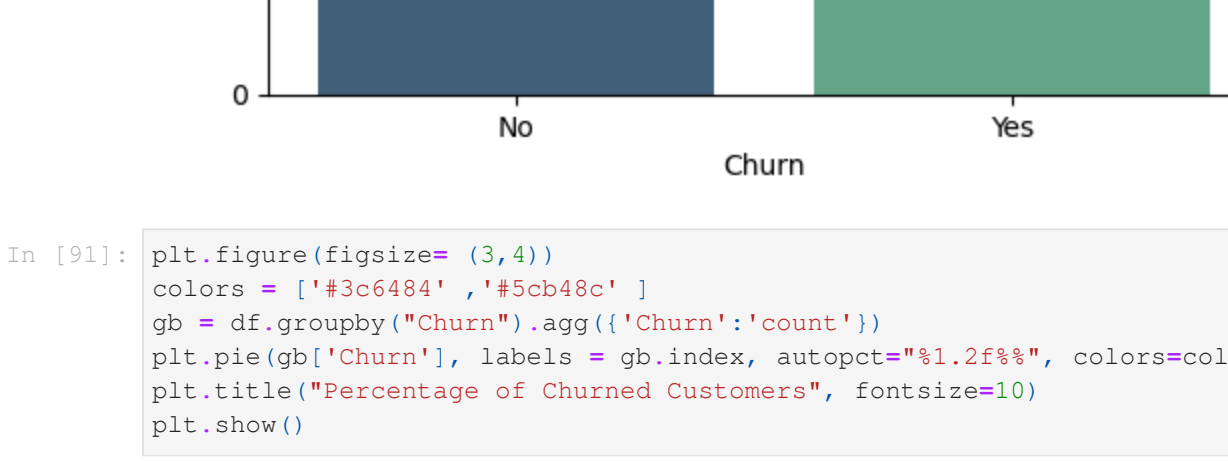 0
No Yes
Churn
In [91]: plt.figure(figsize= (3,4))
colors = ['#3c6484' ,'#5cb48c' ]
gb = df.groupby("Churn").agg({'Churn':'count'})
plt.pie(gb['Churn'], labels = gb.index, autopct="%1.2f%%", colors=col
plt.title("Percentage of Churned Customers", fontsize=10)
plt.show()